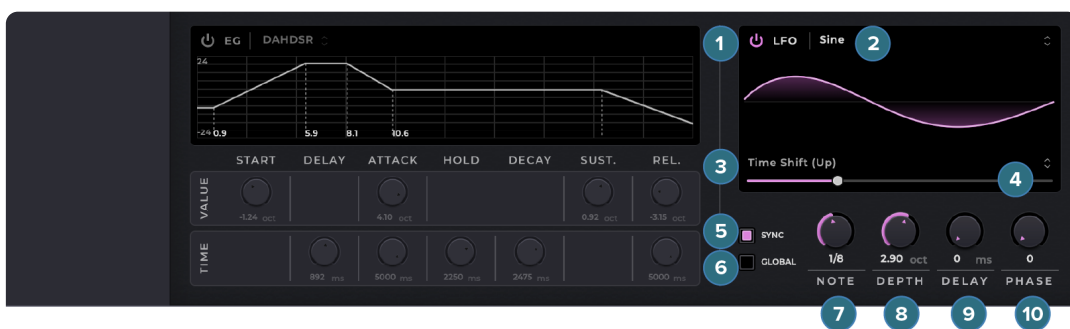 EG DAHDSR
24
-24 0.9 5.9 8.1 10.6
START DELAY ATTACK HOLD DECAY SUST. REL.
VALUE
-1.24 oct 4.10 oct 0.92 oct -3.15 oct
TIME
892 ms 5000 ms 2250 ms 2475 ms 5000 ms
1 LFO Sine 2
3 Time Shift (Up) 4
5 SYNC
6 GLOBAL
1/8 2.90 oct 0 ms 0
NOTE DEPTH DELAY PHASE
7 8 9 10